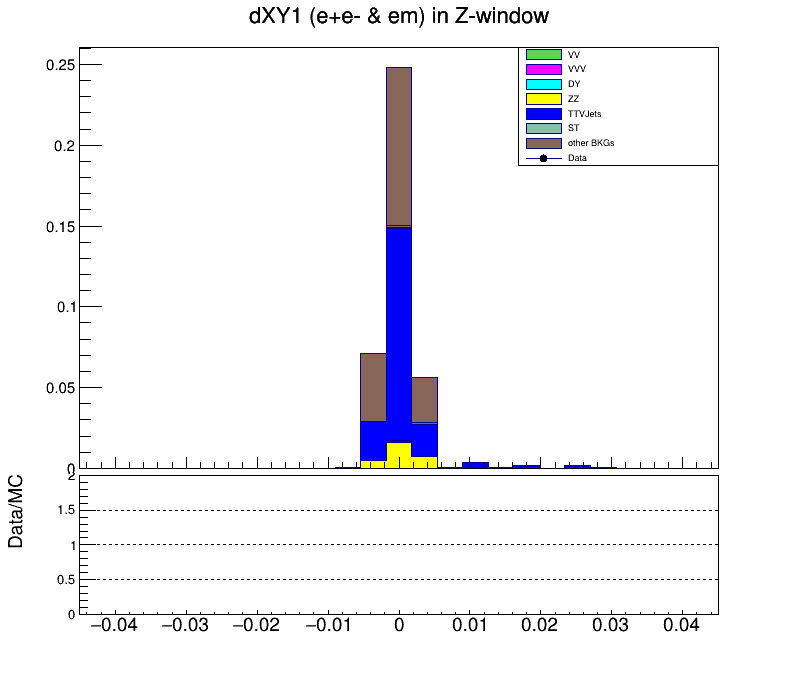 dXY1 (e+e- & em) in Z-window
VV
VVV
DY
ZZ
TTVJets
ST
other BKGs
Data
0.25
0.2
0.15
0.1
0.05
0
Data/MC
2
1.5
1
0.5
0
−0.04 −0.03 −0.02 −0.01 0 0.01 0.02 0.03 0.04